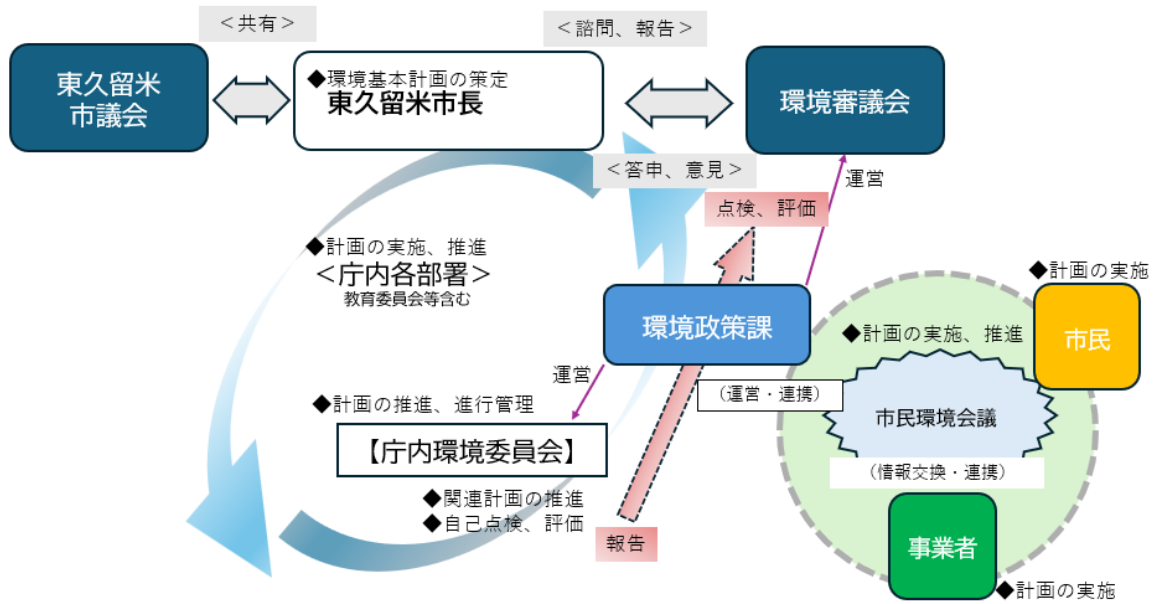 ＜共有＞
＜諮問、報告＞
東久留米
市議会
◆環境基本計画の策定
東久留米市長
環境審議会
＜答申、意見＞
運営
点検、評価
◆計画の実施、推進
＜庁内各部署＞
教育委員会等含む
◆計画の実施
環境政策課
◆計画の実施、推進
市民
運営
（運営・連携）
◆計画の推進、進行管理
市民環境会議
【庁内環境委員会】
（情報交換・連携）
◆関連計画の推進
◆自己点検、評価
報告
事業者
◆計画の実施